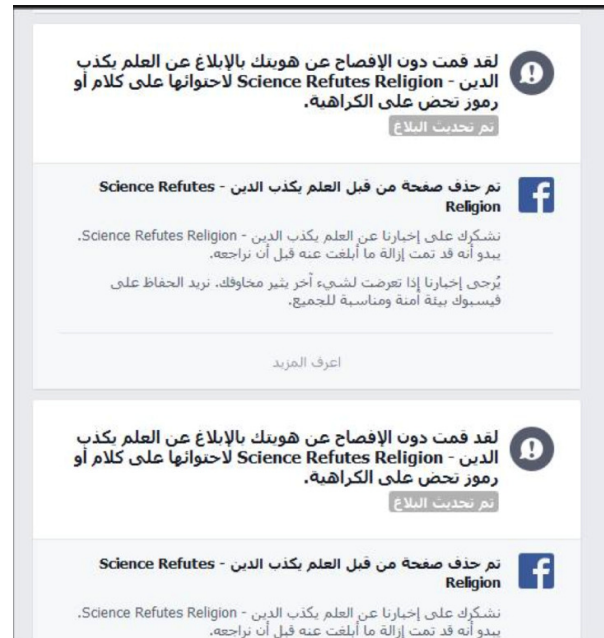 لقد قمت دون الإفصاح عن هويتك بالإبلاغ عن العلم يكذب
الدين - Science Refutes Religion لاحتوائها على كلام أو
رموز تحض على الكراهية.
تم تحديث البلاغ
تم حذف صفحة من قبل العلم يكذب الدين - Science Refutes
Religion
نشكرك على إخبارنا عن العلم يكذب الدين - Science Refutes Religion.
يبدو أنه قد تمت إزالة ما أبلغت عنه قبل أن نراجعه.
يُرجى إخبارنا إذا تعرضت لشيء آخر يثير مخاوفك. نريد الحفاظ على
فيسبوك بيئة آمنة ومناسبة للجميع.
اعرف المزيد
لقد قمت دون الإفصاح عن هويتك بالإبلاغ عن العلم يكذب
الدين - Science Refutes Religion لاحتوائها على كلام أو
رموز تحض على الكراهية.
تم تحديث البلاغ
تم حذف صفحة من قبل العلم يكذب الدين - Science Refutes
Religion
نشكرك على إخبارنا عن العلم يكذب الدين - Science Refutes Religion.
يبدو أنه قد تمت إزالة ما أبلغت عنه قبل أن نراجعه.